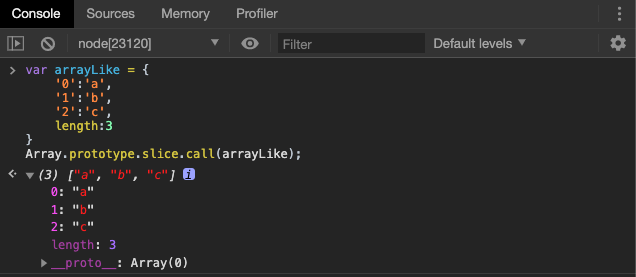 Console Sources Memory Profiler
node[23120] Filter Default levels
var arrayLike = {
'0':'a',
'1':'b',
'2':'c',
length:3
}
Array.prototype.slice.call(arrayLike);
(3) ["a", "b", "c"] i
0: "a"
1: "b"
2: "c"
length: 3
__proto__: Array(0)